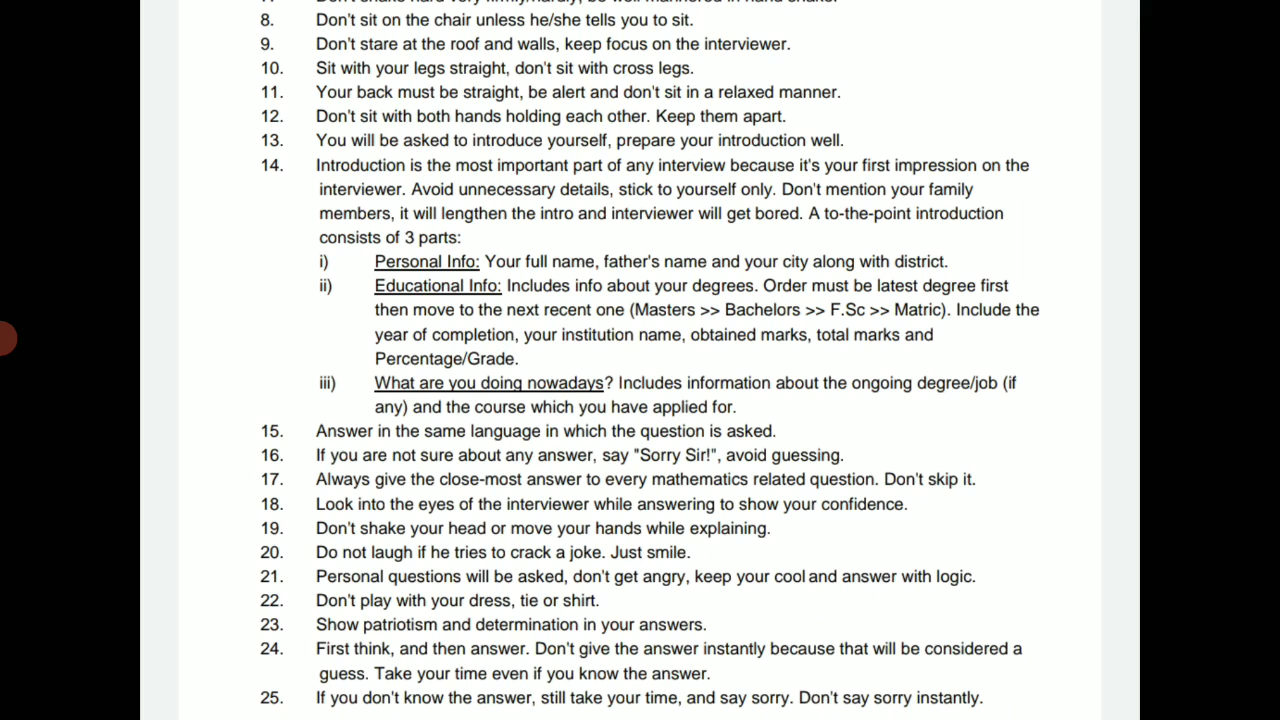 8. Don't sit on the chair unless he/she tells you to sit.
9. Don't stare at the roof and walls, keep focus on the interviewer.
10. Sit with your legs straight, don't sit with cross legs.
11. Your back must be straight, be alert and don't sit in a relaxed manner.
12. Don't sit with both hands holding each other. Keep them apart.
13. You will be asked to introduce yourself, prepare your introduction well.
14. Introduction is the most important part of any interview because it's your first impression on the
interviewer. Avoid unnecessary details, stick to yourself only. Don't mention your family
members, it will lengthen the intro and interviewer will get bored. A to-the-point introduction
consists of 3 parts:
i) Personal Info: Your full name, father's name and your city along with district.
ii) Educational Info: Includes info about your degrees. Order must be latest degree first
then move to the next recent one (Masters >> Bachelors >> F.Sc >> Matric). Include the
year of completion, your institution name, obtained marks, total marks and
Percentage/Grade.
iii) What are you doing nowadays? Includes information about the ongoing degree/job (if
any) and the course which you have applied for.
15. Answer in the same language in which the question is asked.
16. If you are not sure about any answer, say "Sorry Sir!", avoid guessing.
17. Always give the close-most answer to every mathematics related question. Don't skip it.
18. Look into the eyes of the interviewer while answering to show your confidence.
19. Don't shake your head or move your hands while explaining.
20. Do not laugh if he tries to crack a joke. Just smile.
21. Personal questions will be asked, don't get angry, keep your cool and answer with logic.
22. Don't play with your dress, tie or shirt.
23. Show patriotism and determination in your answers.
24. First think, and then answer. Don't give the answer instantly because that will be considered a
guess. Take your time even if you know the answer.
25. If you don't know the answer, still take your time, and say sorry. Don't say sorry instantly.